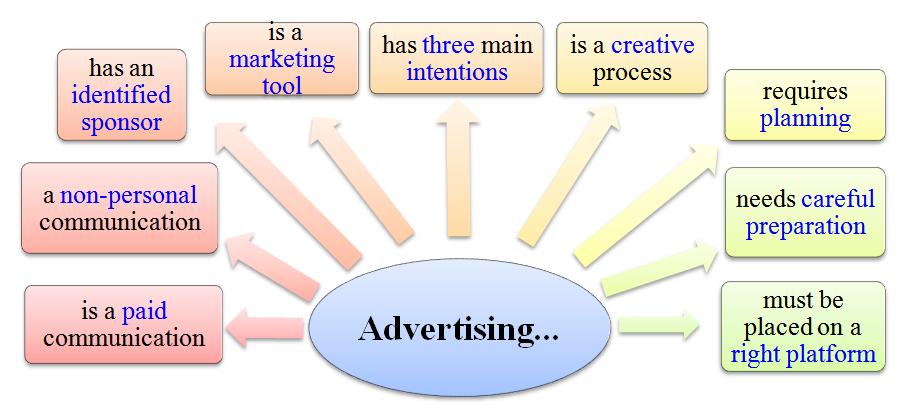 is a
marketing
tool
has three main
intentions
is a creative
process
has an
identified
sponsor
requires
planning
a non-personal
communication
needs careful
preparation
is a paid
communication
must be
placed on a
right platform
Advertising...